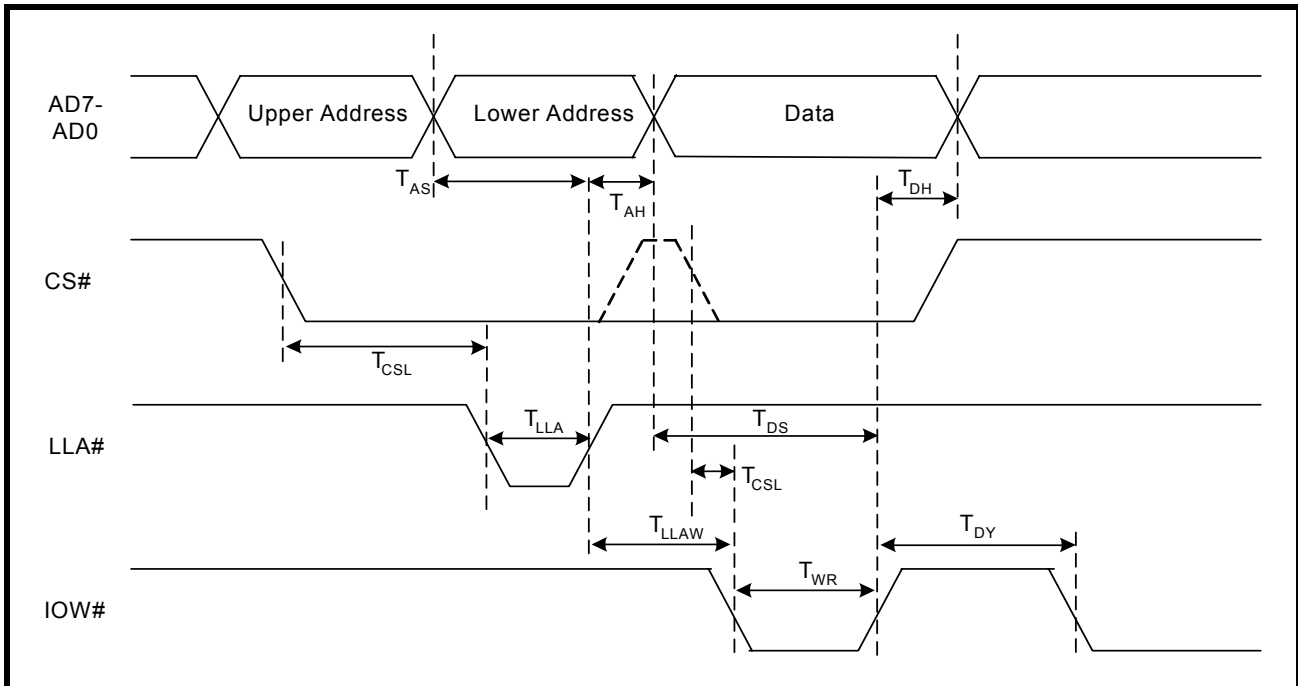 AD7-
AD0
Upper Address
Lower Address
Data
TAS
TAH
TDH
CS#
TCSL
LLA#
TLLA
TDS
TCSL
TLLAW
TDY
IOW#
TWR